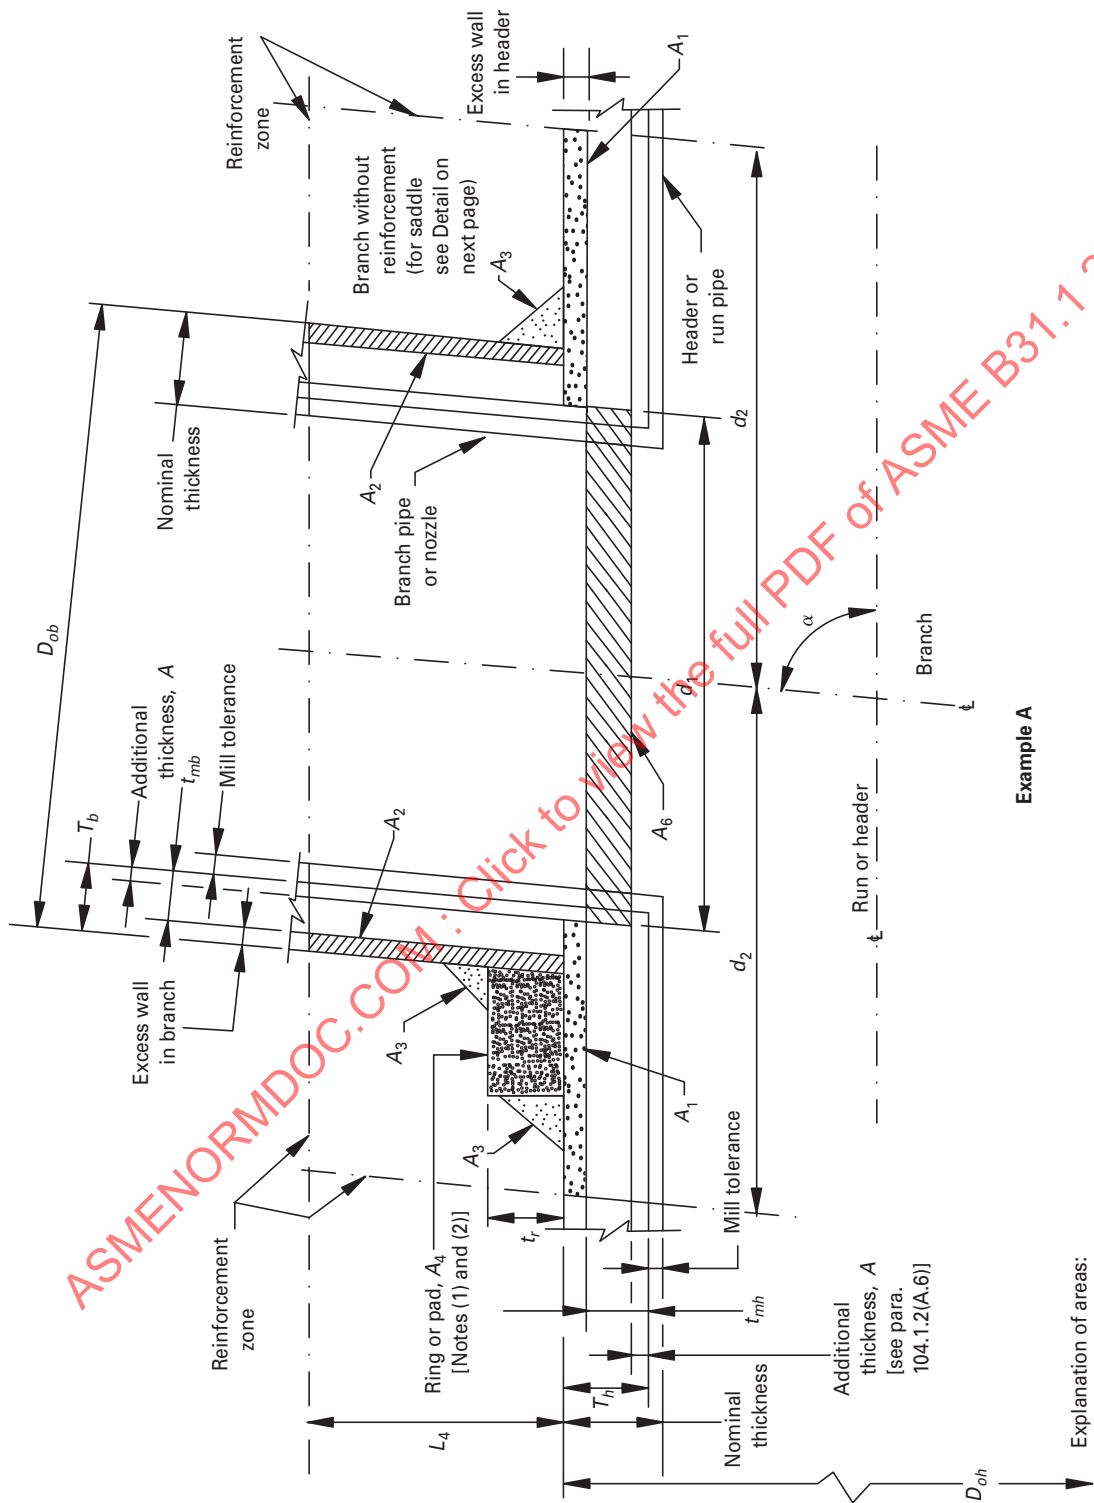 Reinforcement
zone
Excess wall
in header
A1
Branch without
reinforcement
(for saddle
see Detail on
next page)
A3
Header or
run pipe
Nominal
thickness
A2
Branch pipe
or nozzle
d2
Dob
Tb
Additional
thickness, A
tmb
Mill tolerance
Excess wall
in branch
A2
d1
α
Branch
℄
A6
Run or header
℄
Example A
A3
A3
d2
A1
Reinforcement
zone
Ring or pad, A4
[Notes (1) and (2)]
tr
Mill tolerance
tmh
Additional
thickness, A
[see para.
104.1.2(A.6)]
L4
Th
Nominal
thickness
Doh
Explanation of areas:
ASMENORMDOC.COM : Click to view the full PDF of ASME B31.1